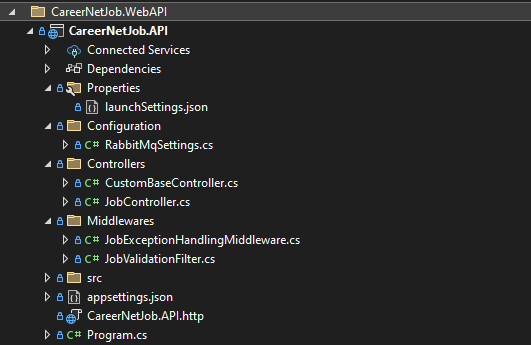 CareerNetJob.WebAPI
CareerNetJob.API
Connected Services
Dependencies
Properties
launchSettings.json
Configuration
C# RabbitMqSettings.cs
Controllers
C# CustomBaseController.cs
C# JobController.cs
Middlewares
C# JobExceptionHandlingMiddleware.cs
C# JobValidationFilter.cs
src
appsettings.json
CareerNetJob.API.http
C# Program.cs